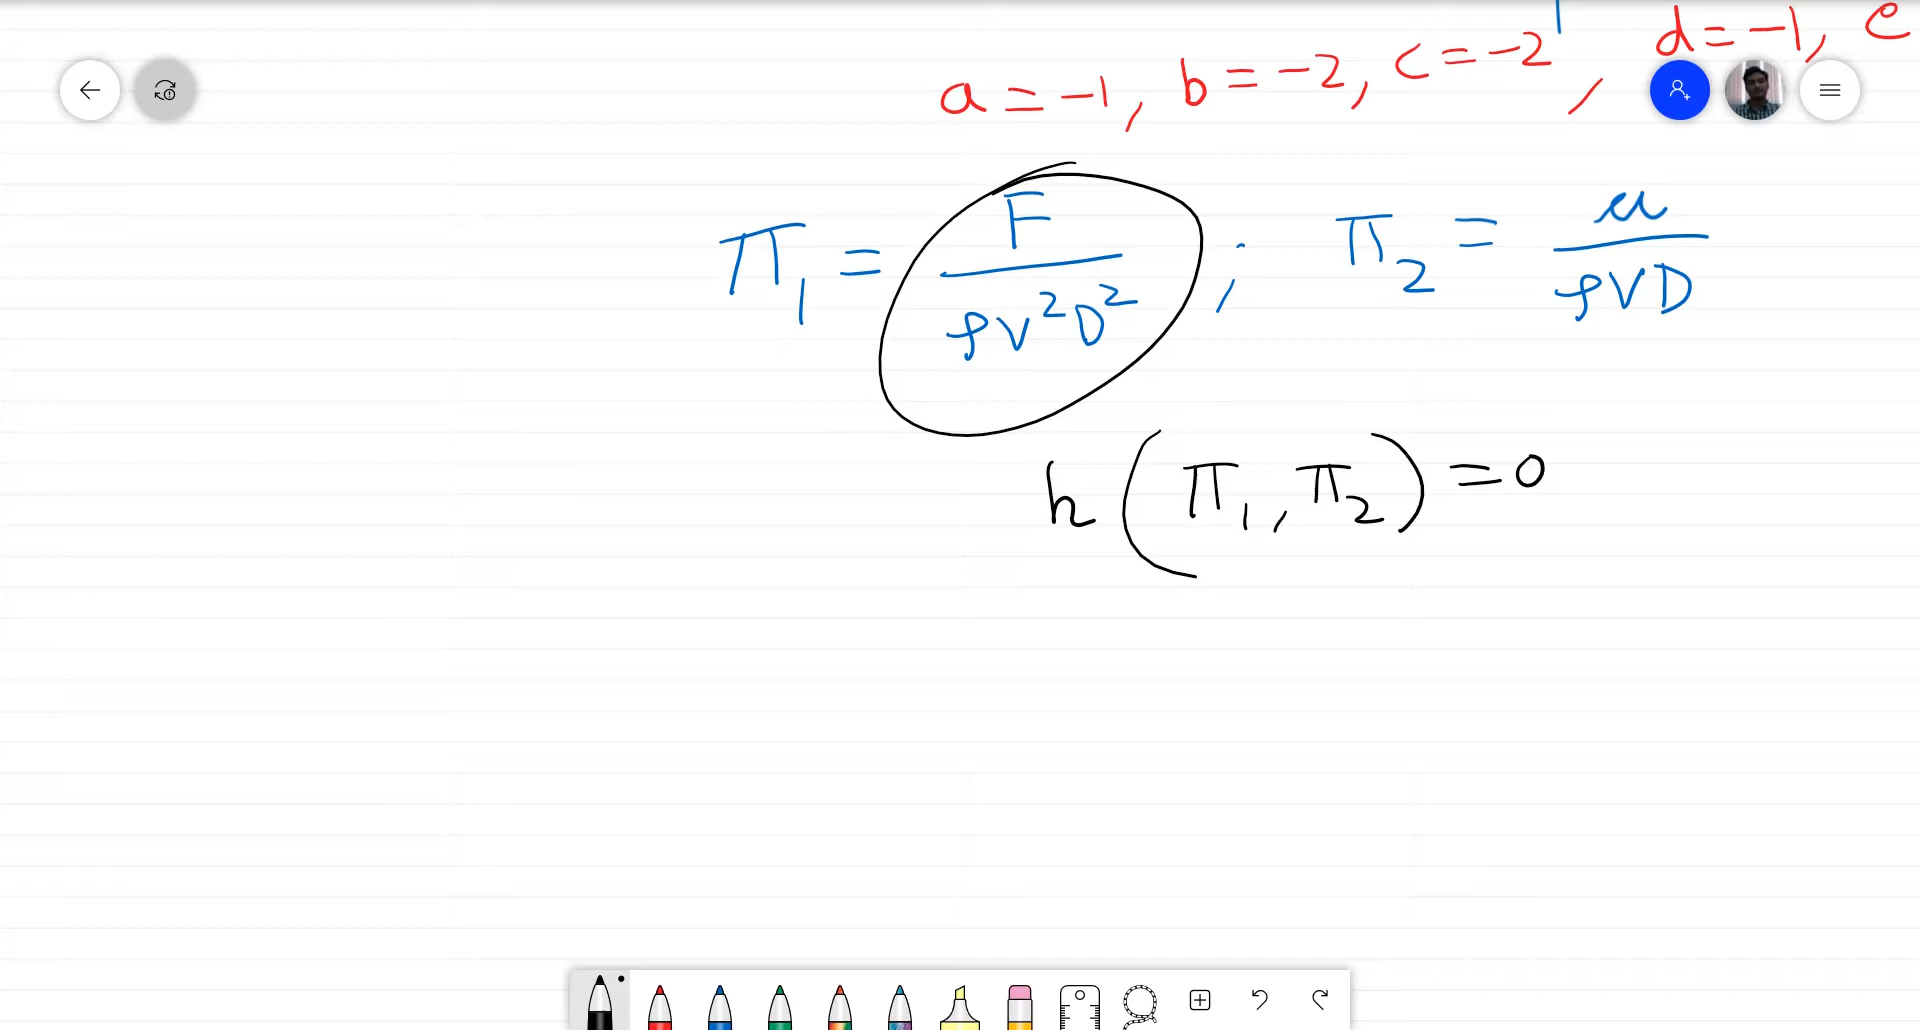 a = -1, b = -2, c = -2, d = -1, e
π₁ = F / ρV²D² ; π₂ = μ / ρVD
h(π₁, π₂) = 0